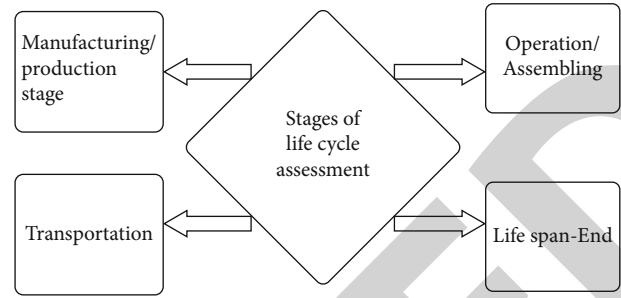 Manufacturing/
production
stage
Operation/
Assembling
Stages of
life cycle
assessment
Transportation
Life span-End